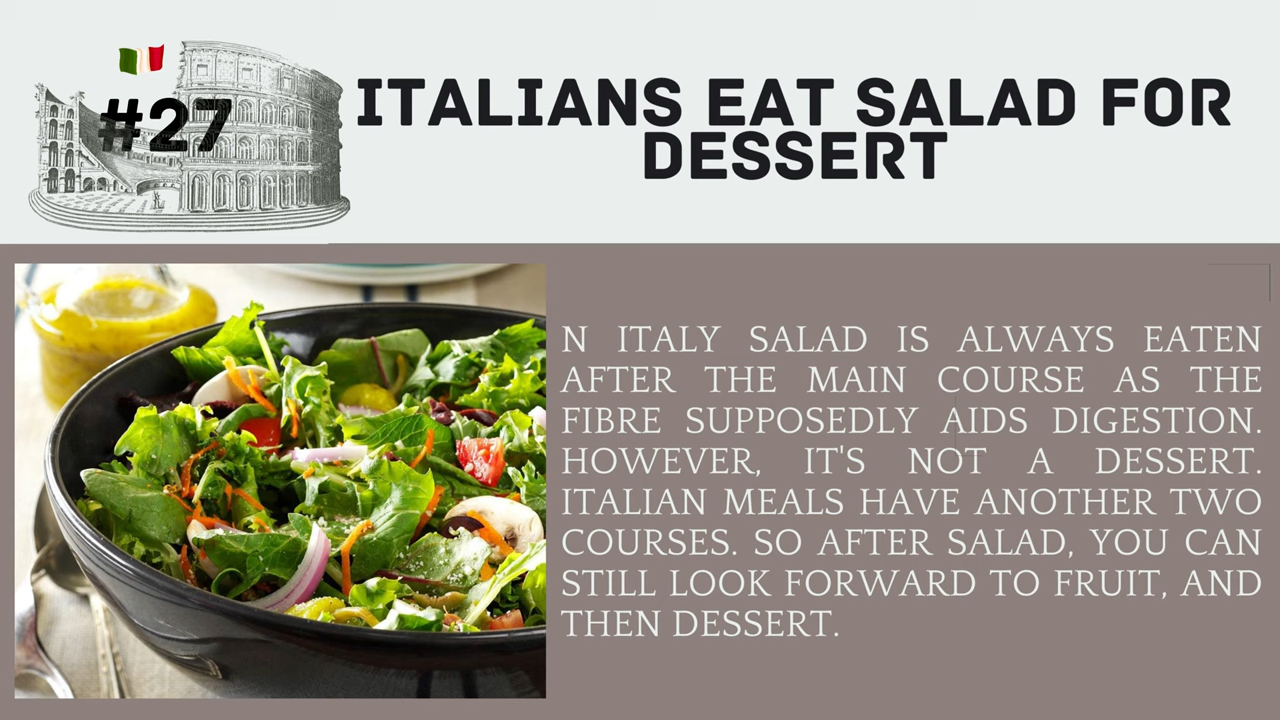 #27
ITALIANS EAT SALAD FOR
DESSERT
N ITALY SALAD IS ALWAYS EATEN
AFTER THE MAIN COURSE AS THE
FIBRE SUPPOSEDLY AIDS DIGESTION.
HOWEVER, IT'S NOT A DESSERT.
ITALIAN MEALS HAVE ANOTHER TWO
COURSES. SO AFTER SALAD, YOU CAN
STILL LOOK FORWARD TO FRUIT, AND
THEN DESSERT.